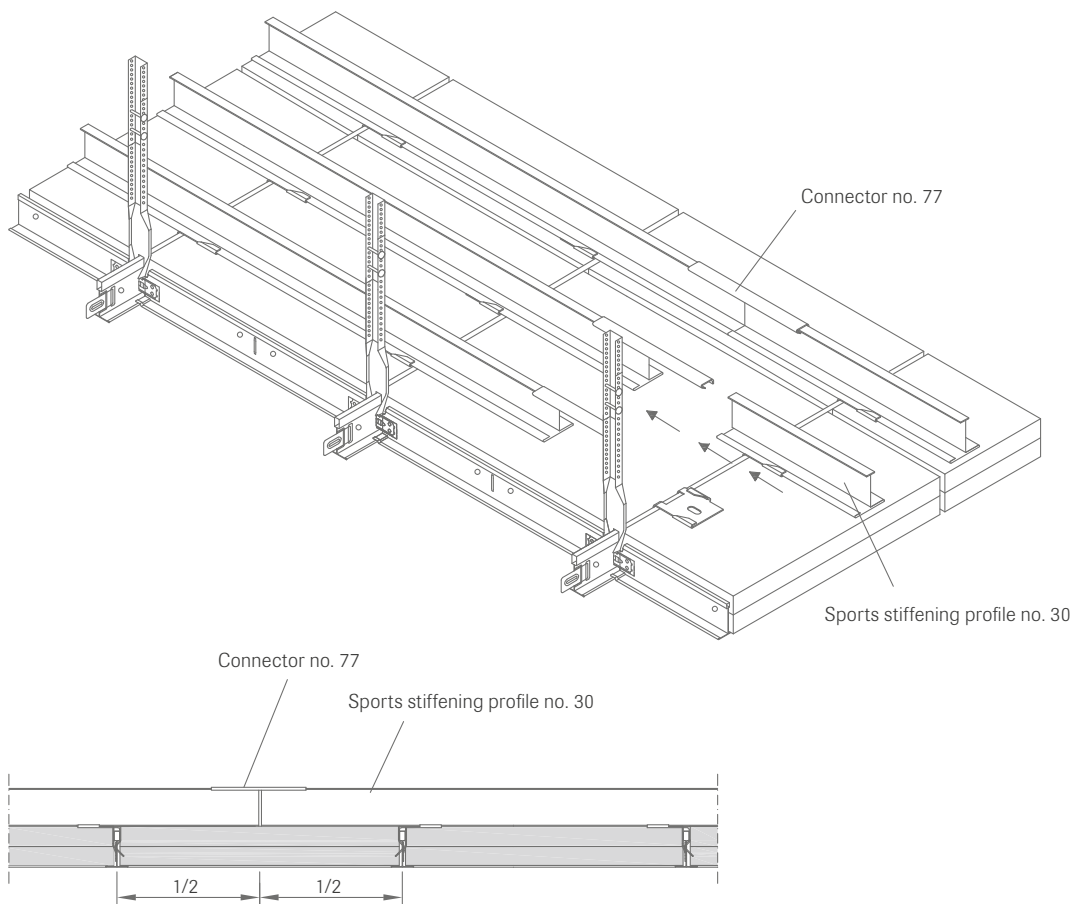 Connector no. 77
Sports stiffening profile no. 30
Connector no. 77
Sports stiffening profile no. 30
1/2
1/2